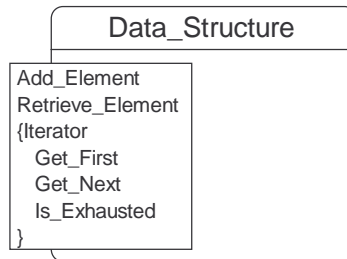 Data_Structure
Add_Element
Retrieve_Element
{Iterator
Get_First
Get_Next
Is_Exhausted
}